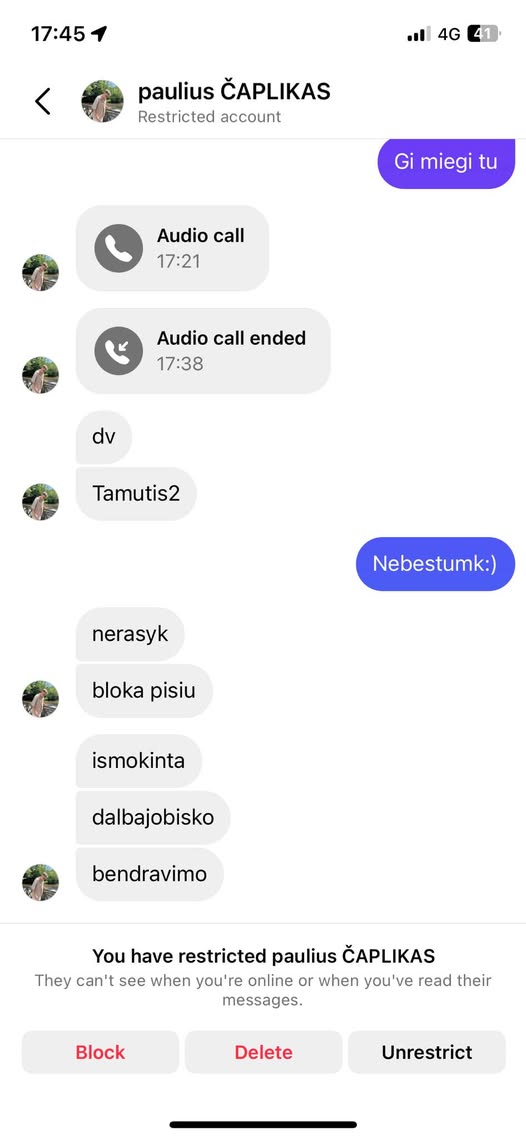 17:45
4G
41
paulius ČAPLIKAS
Restricted account
Gi miegi tu
Audio call
17:21
Audio call ended
17:38
dv
Tamutis2
Nebestumk:)
nerasyk
bloka pisiu
ismokinta
dalbajobisko
bendravimo
You have restricted paulius ČAPLIKAS
They can't see when you're online or when you've read their
messages.
Block
Delete
Unrestrict